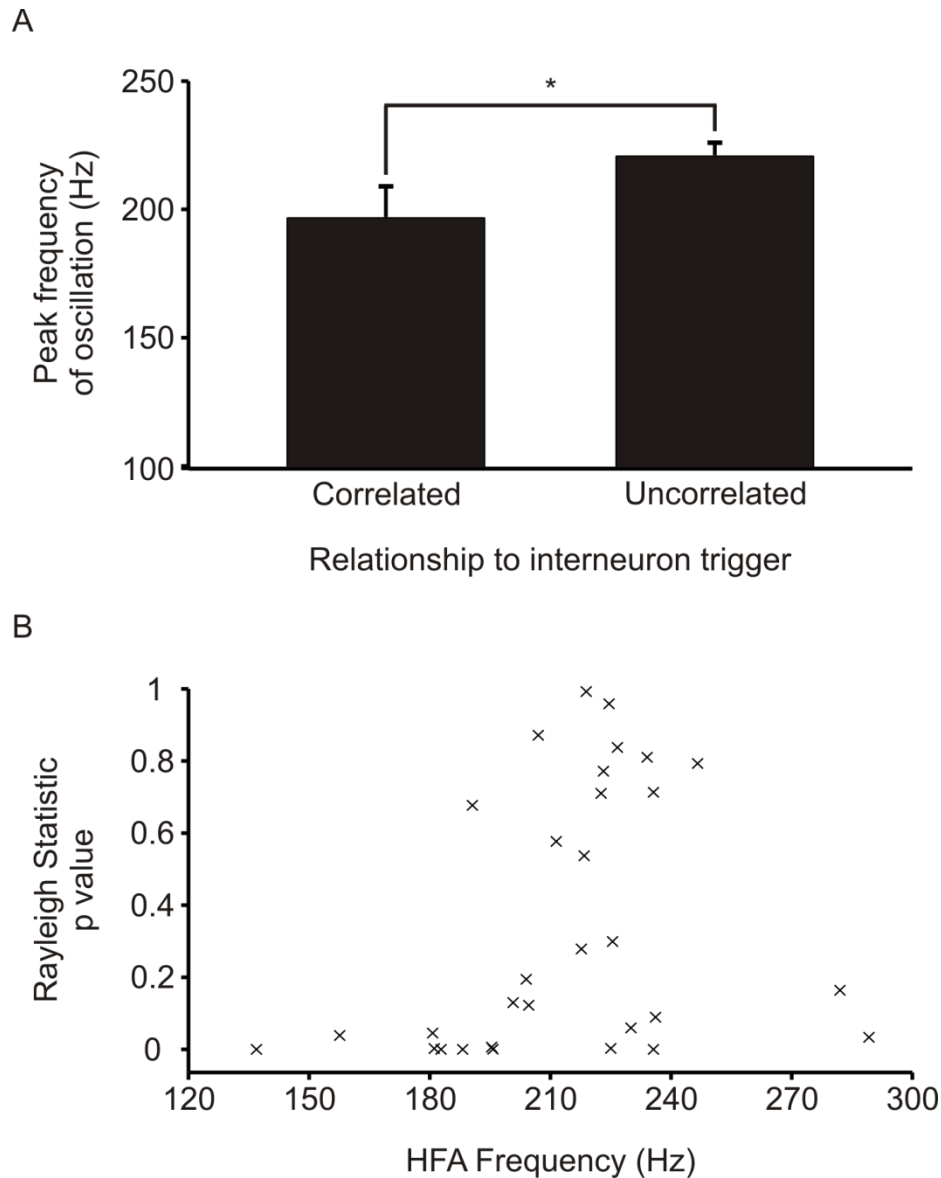 A
250
200
150
100
Peak frequency
of oscillation (Hz)
*
Correlated
Uncorrelated
Relationship to interneuron trigger
B
1
0.8
0.6
0.4
0.2
0
Rayleigh Statistic
p value
120 150 180 210 240 270 300
HFA Frequency (Hz)